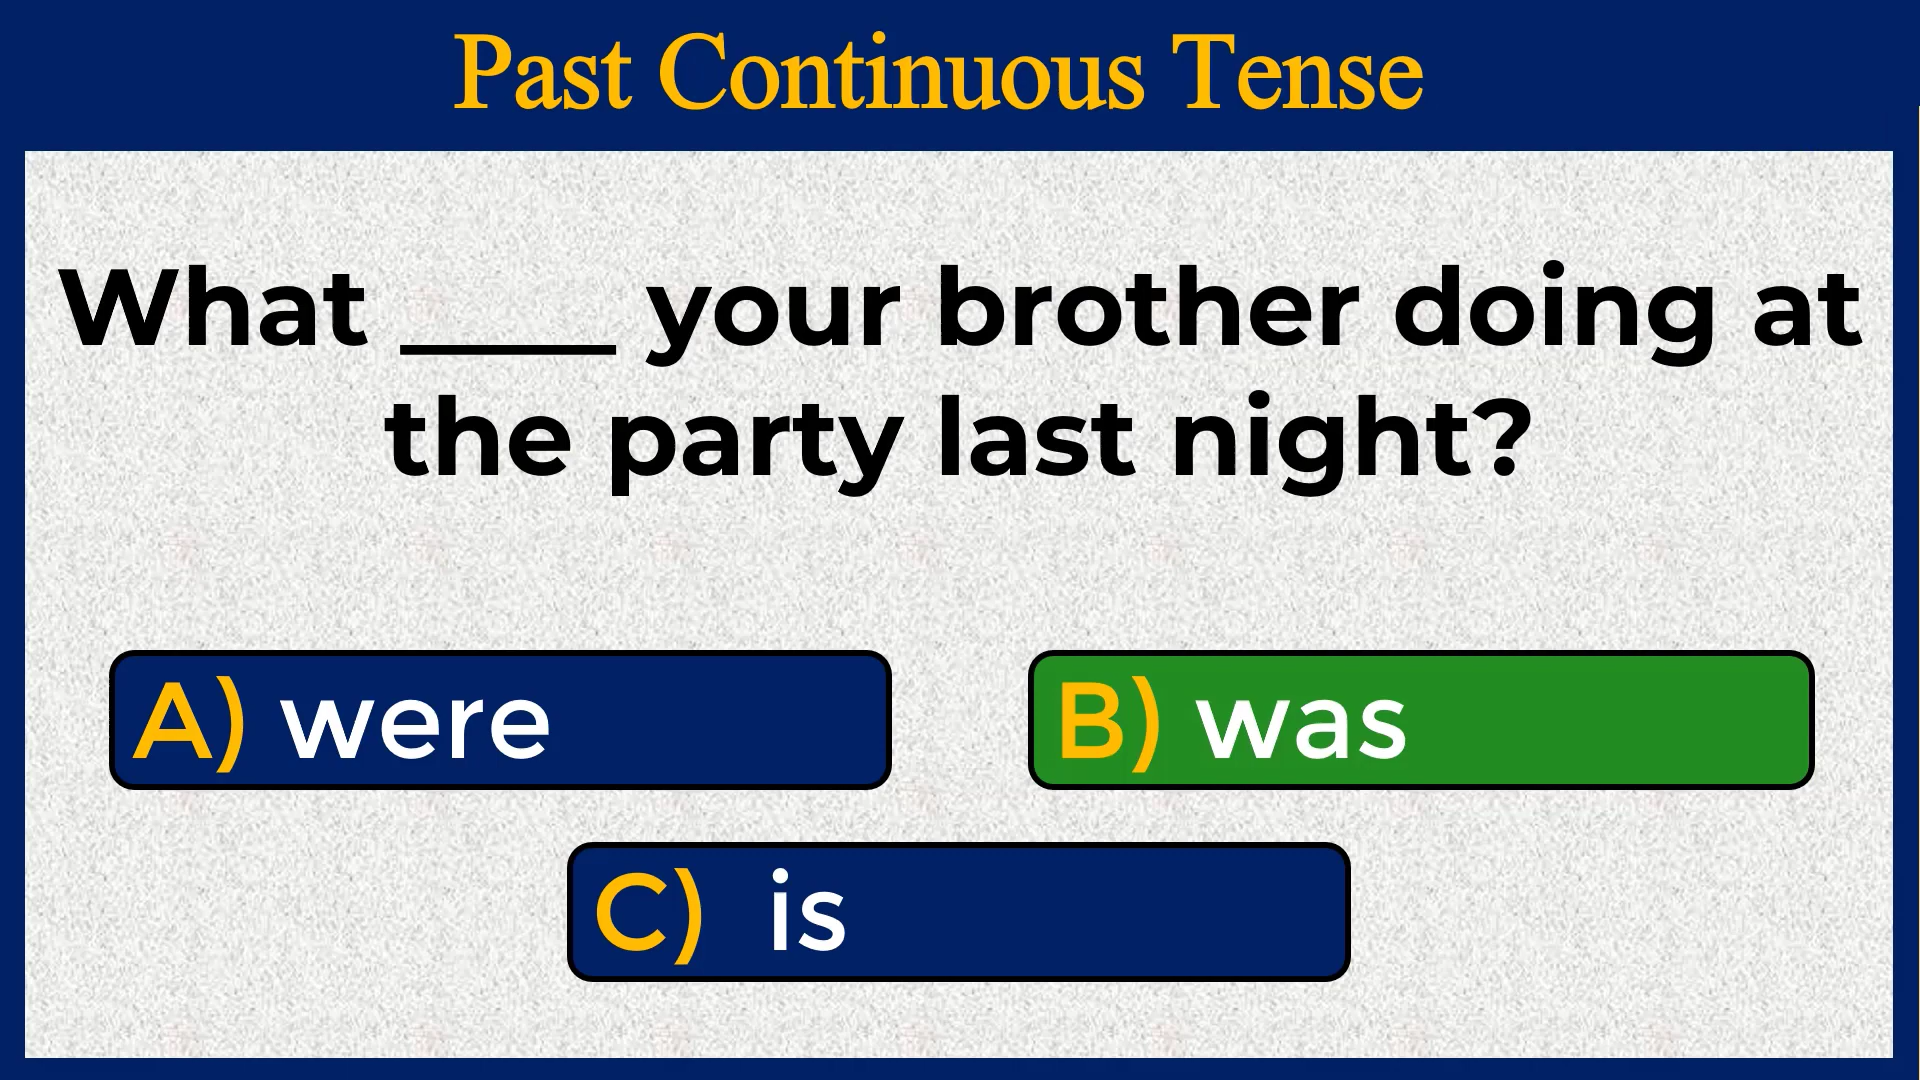 Past Continuous Tense
What ____ your brother doing at
the party last night?
A) were
B) was
C) is